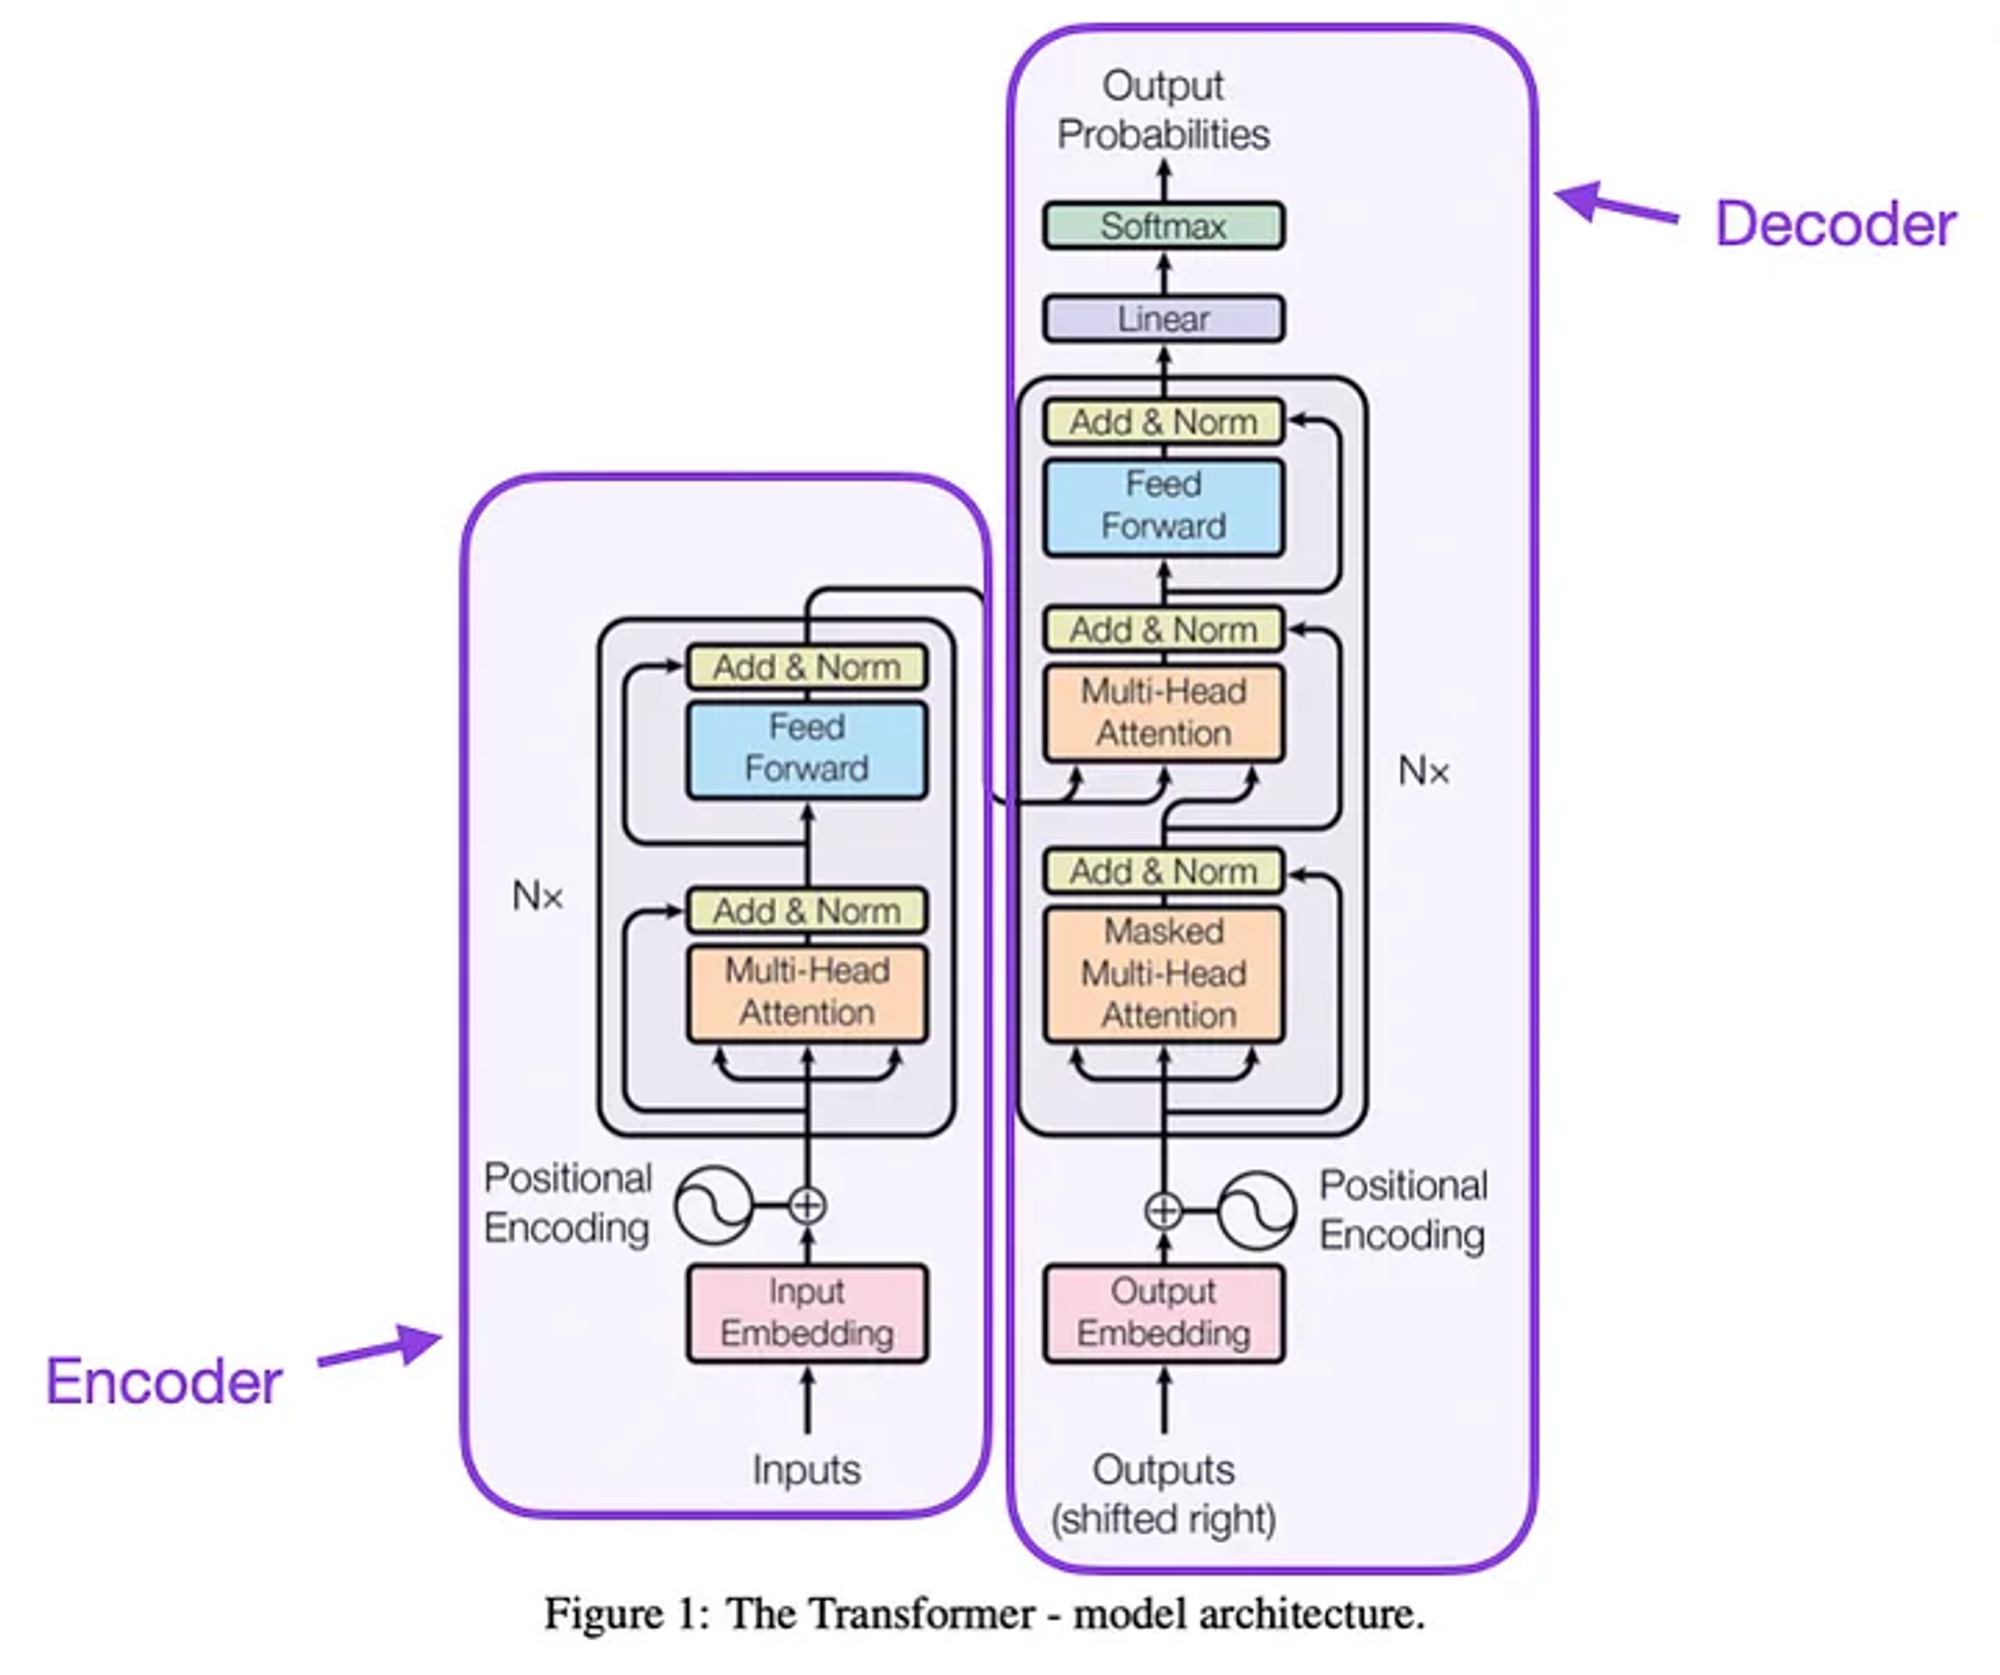 Output
Probabilities
Softmax
Linear
Add & Norm
Feed
Forward
Add & Norm
Multi-Head
Attention
N×
Add & Norm
Masked
Multi-Head
Attention
Positional
Encoding
Output
Embedding
Outputs
(shifted right)
Decoder
Add & Norm
Feed
Forward
N×
Add & Norm
Multi-Head
Attention
Positional
Encoding
Input
Embedding
Inputs
Encoder
Figure 1: The Transformer - model architecture.